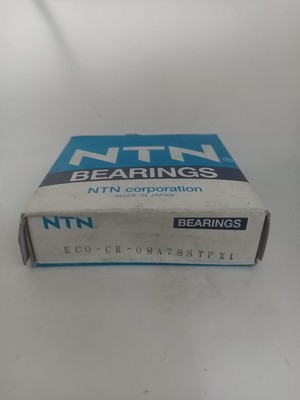 NTN®
BEARINGS
NTN corporation
MADE IN JAPAN
NTN BEARINGS
ECO-CR-08A78STPX1